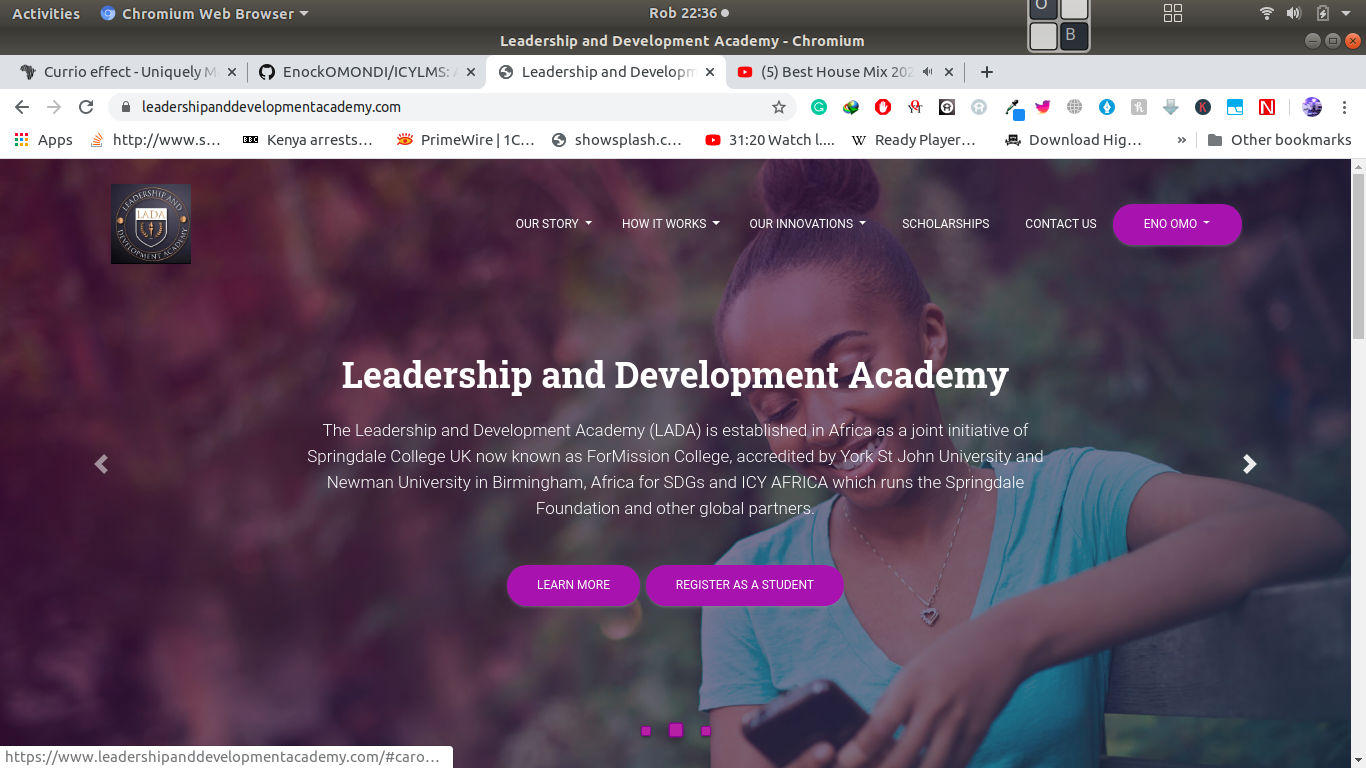 Activities
Chromium Web Browser
Rob 22:36
O
B
Leadership and Development Academy - Chromium
Currio effect - Uniquely M
EnockOMONDI/ICYLMS: A
Leadership and Developm
(5) Best House Mix 202
leadershipanddevelopmentacademy.com
Apps
http://www.s...
Kenya arrests...
PrimeWire | 1C...
showsplash.c...
31:20 Watch l....
Ready Player...
Download Hig...
»
Other bookmarks
LEADERSHIP AND
LADA
DEVELOPMENT ACADEMY
OUR STORY
HOW IT WORKS
OUR INNOVATIONS
SCHOLARSHIPS
CONTACT US
ENO OMO
Leadership and Development Academy
The Leadership and Development Academy (LADA) is established in Africa as a joint initiative of
Springdale College UK now known as ForMission College, accredited by York St John University and
Newman University in Birmingham, Africa for SDGs and ICY AFRICA which runs the Springdale
Foundation and other global partners.
LEARN MORE
REGISTER AS A STUDENT
https://www.leadershipanddevelopmentacademy.com/#caro...